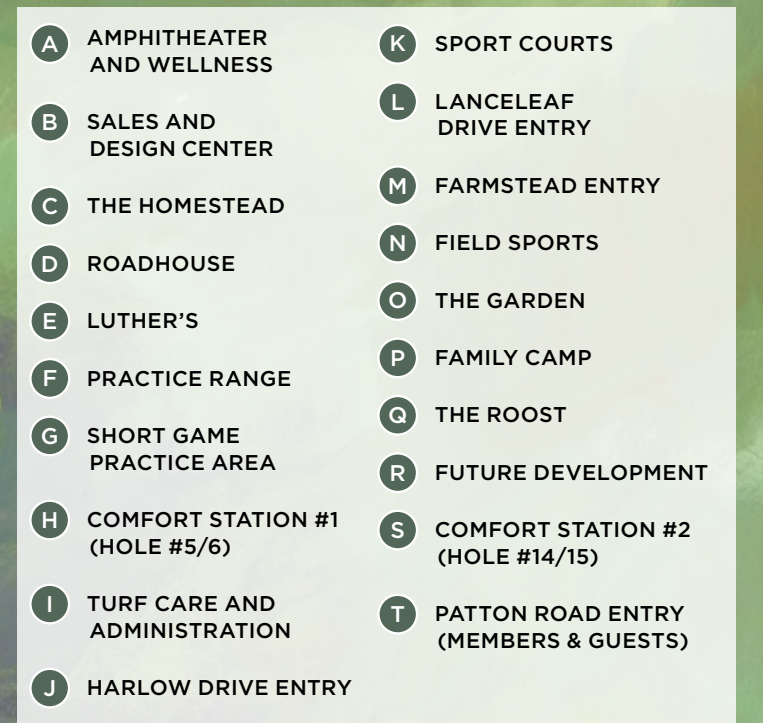 A AMPHITHEATER
AND WELLNESS
B SALES AND
DESIGN CENTER
C THE HOMESTEAD
D ROADHOUSE
E LUTHER’S
F PRACTICE RANGE
G SHORT GAME
PRACTICE AREA
H COMFORT STATION #1
(HOLE #5/6)
I TURF CARE AND
ADMINISTRATION
J HARLOW DRIVE ENTRY
K SPORT COURTS
L LANCELEAF
DRIVE ENTRY
M FARMSTEAD ENTRY
N FIELD SPORTS
O THE GARDEN
P FAMILY CAMP
Q THE ROOST
R FUTURE DEVELOPMENT
S COMFORT STATION #2
(HOLE #14/15)
T PATTON ROAD ENTRY
(MEMBERS & GUESTS)